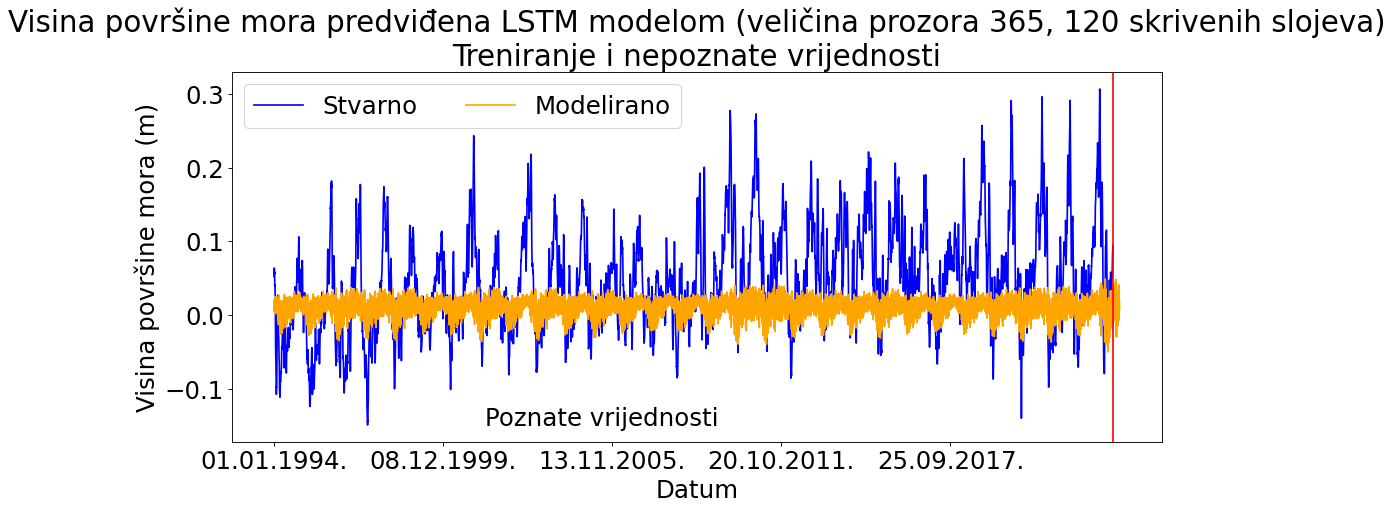 Visina površine mora predviđena LSTM modelom (veličina prozora 365, 120 skrivenih slojeva)
Treniranje i nepoznate vrijednosti
Stvarno
Modelirano
Visina površine mora (m)
0.3
0.2
0.1
0.0
−0.1
Poznate vrijednosti
01.01.1994.
08.12.1999.
13.11.2005.
20.10.2011.
25.09.2017.
Datum